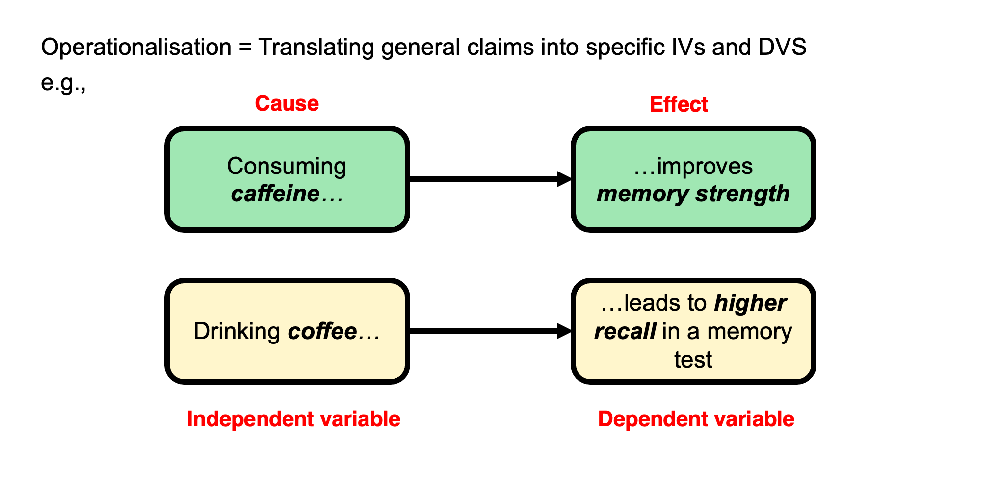 Operationalisation = Translating general claims into specific IVs and DVS
e.g.,
Cause
Effect
Consuming
caffeine…
…improves
memory strength
Drinking coffee…
…leads to higher
recall in a memory
test
Independent variable
Dependent variable